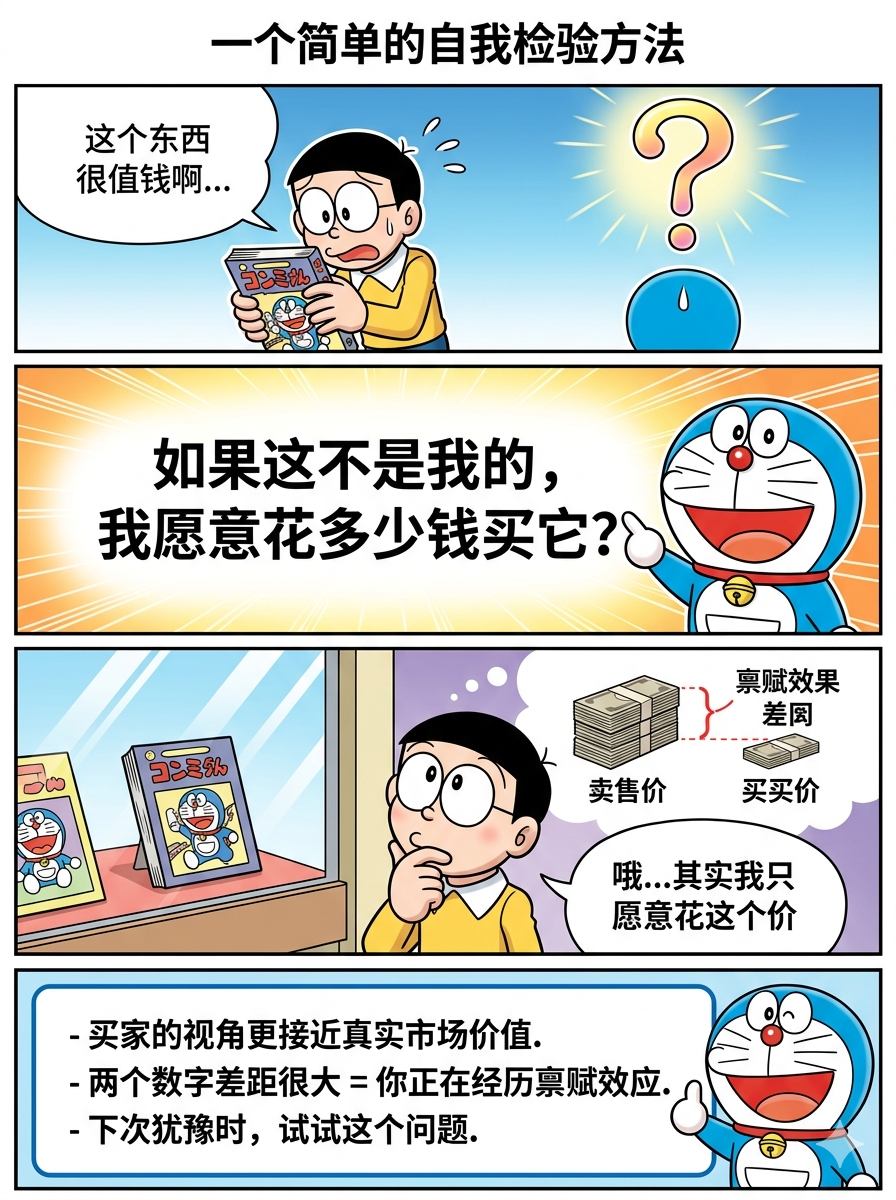 一个简单的自我检验方法
这个东西
很值钱啊...
如果这不是我的，
我愿意花多少钱买它？
禀赋效果
卖售价
买买价
哦...其实我只
愿意花这个价
- 买家的视角更接近真实市场价值.
- 两个数字差距很大 = 你正在经历禀赋效应.
- 下次犹豫时，试试这个问题.